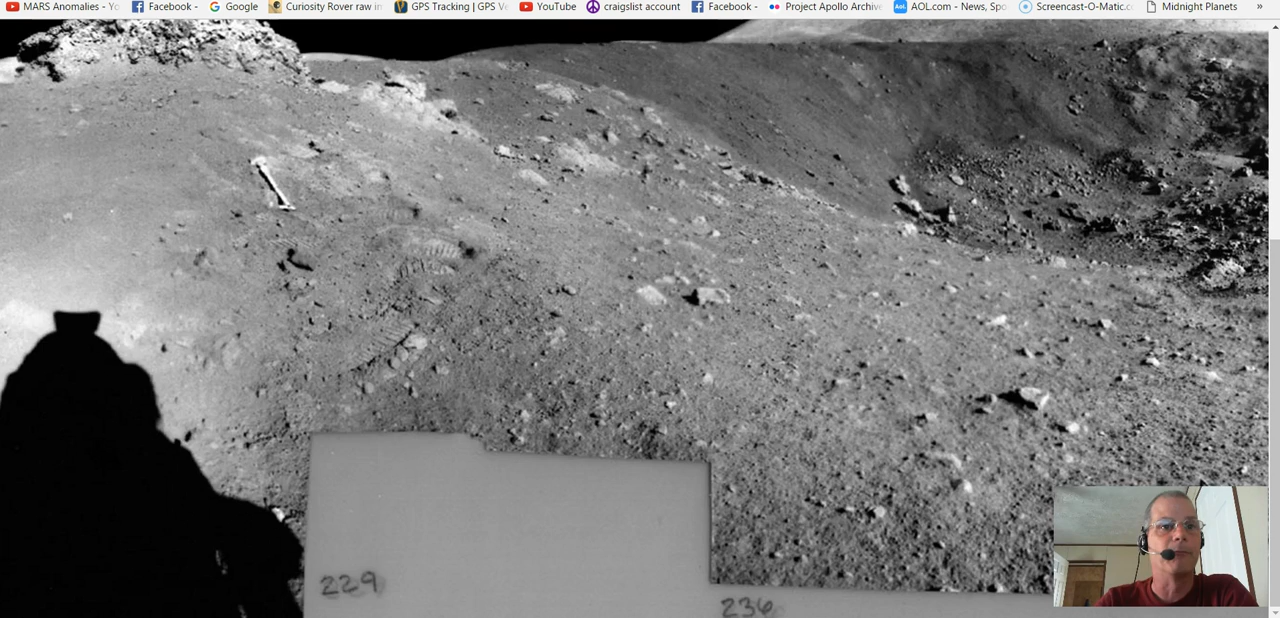 MARS Anomalies - Yo Facebook - Google Curiosity Rover raw im GPS Tracking | GPS Ve YouTube craigslist account Facebook - Project Apollo Archive AOL.com - News, Spo Screencast-O-Matic.c Midnight Planets »
229
236